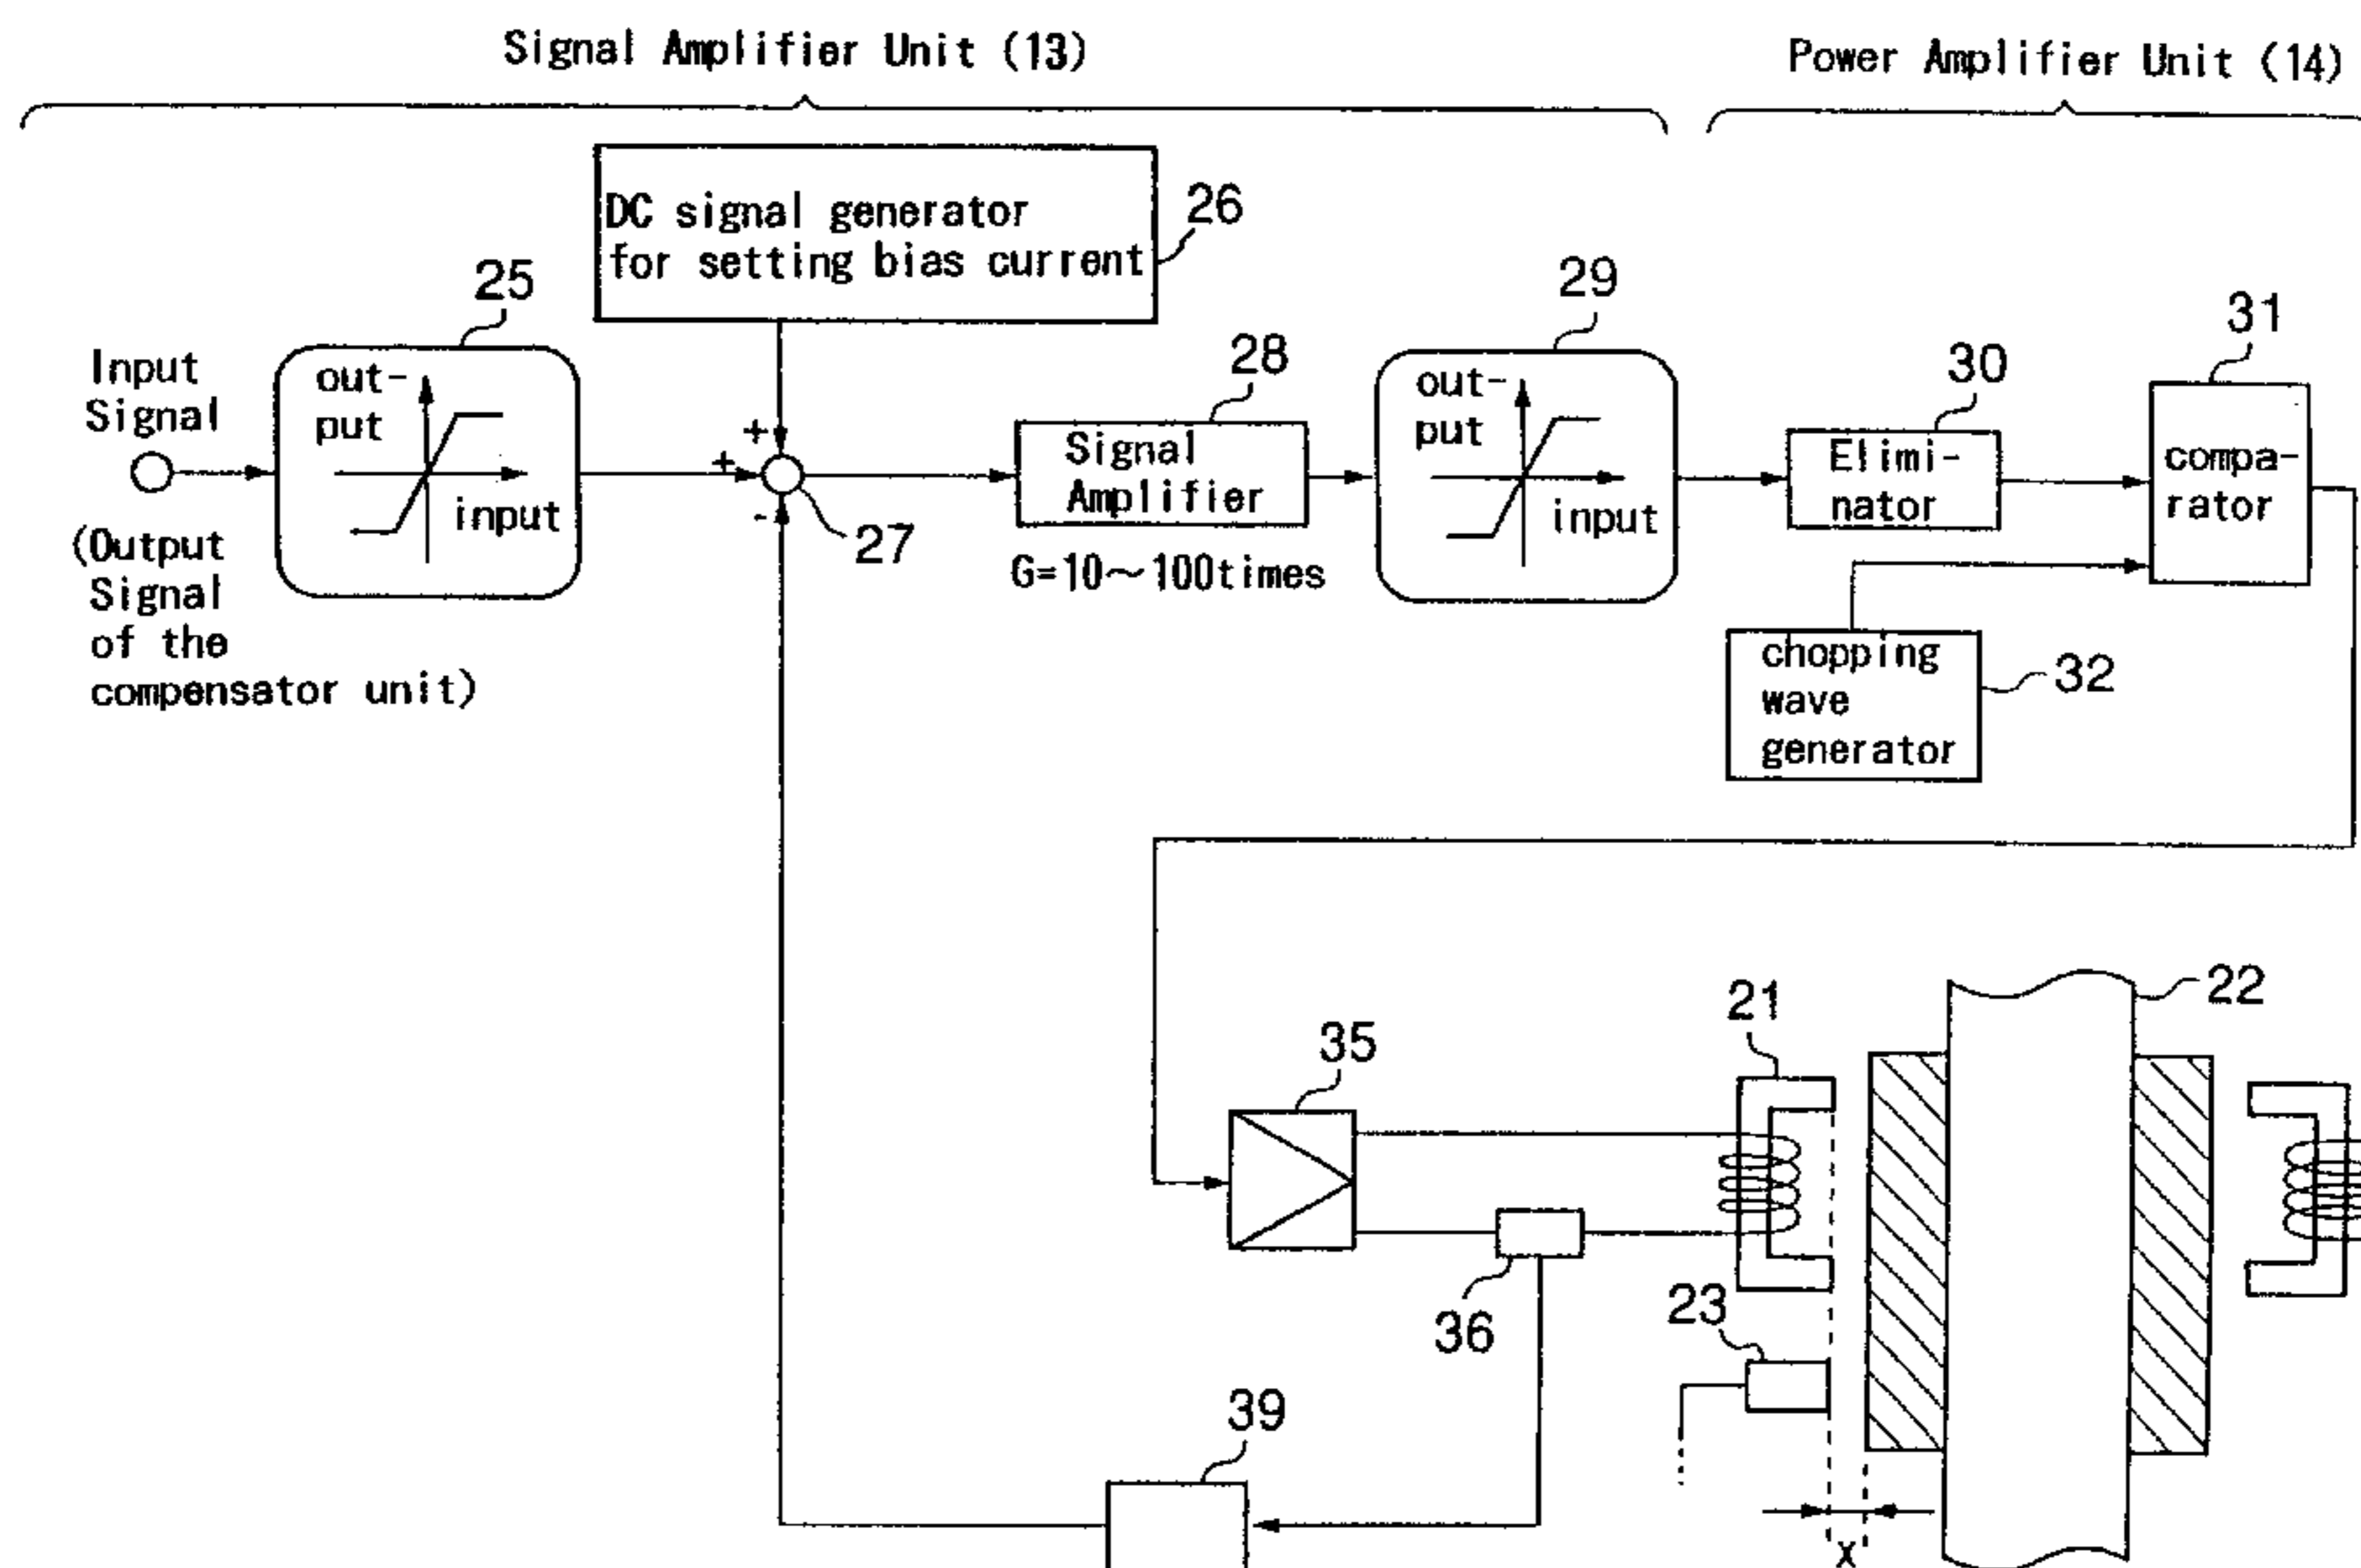 Signal Amplifier Unit (13)
Power Amplifier Unit (14)
DC signal generator
for setting bias current
26
25
Input
Signal
(Output
Signal
of the
compensator unit)
out-
put
input
+
+
-
27
28
Signal
Amplifier
G=10~100times
29
out-
put
input
30
Elimi-
nator
31
compa-
rator
chopping
wave
generator
32
35
36
21
22
23
39
X